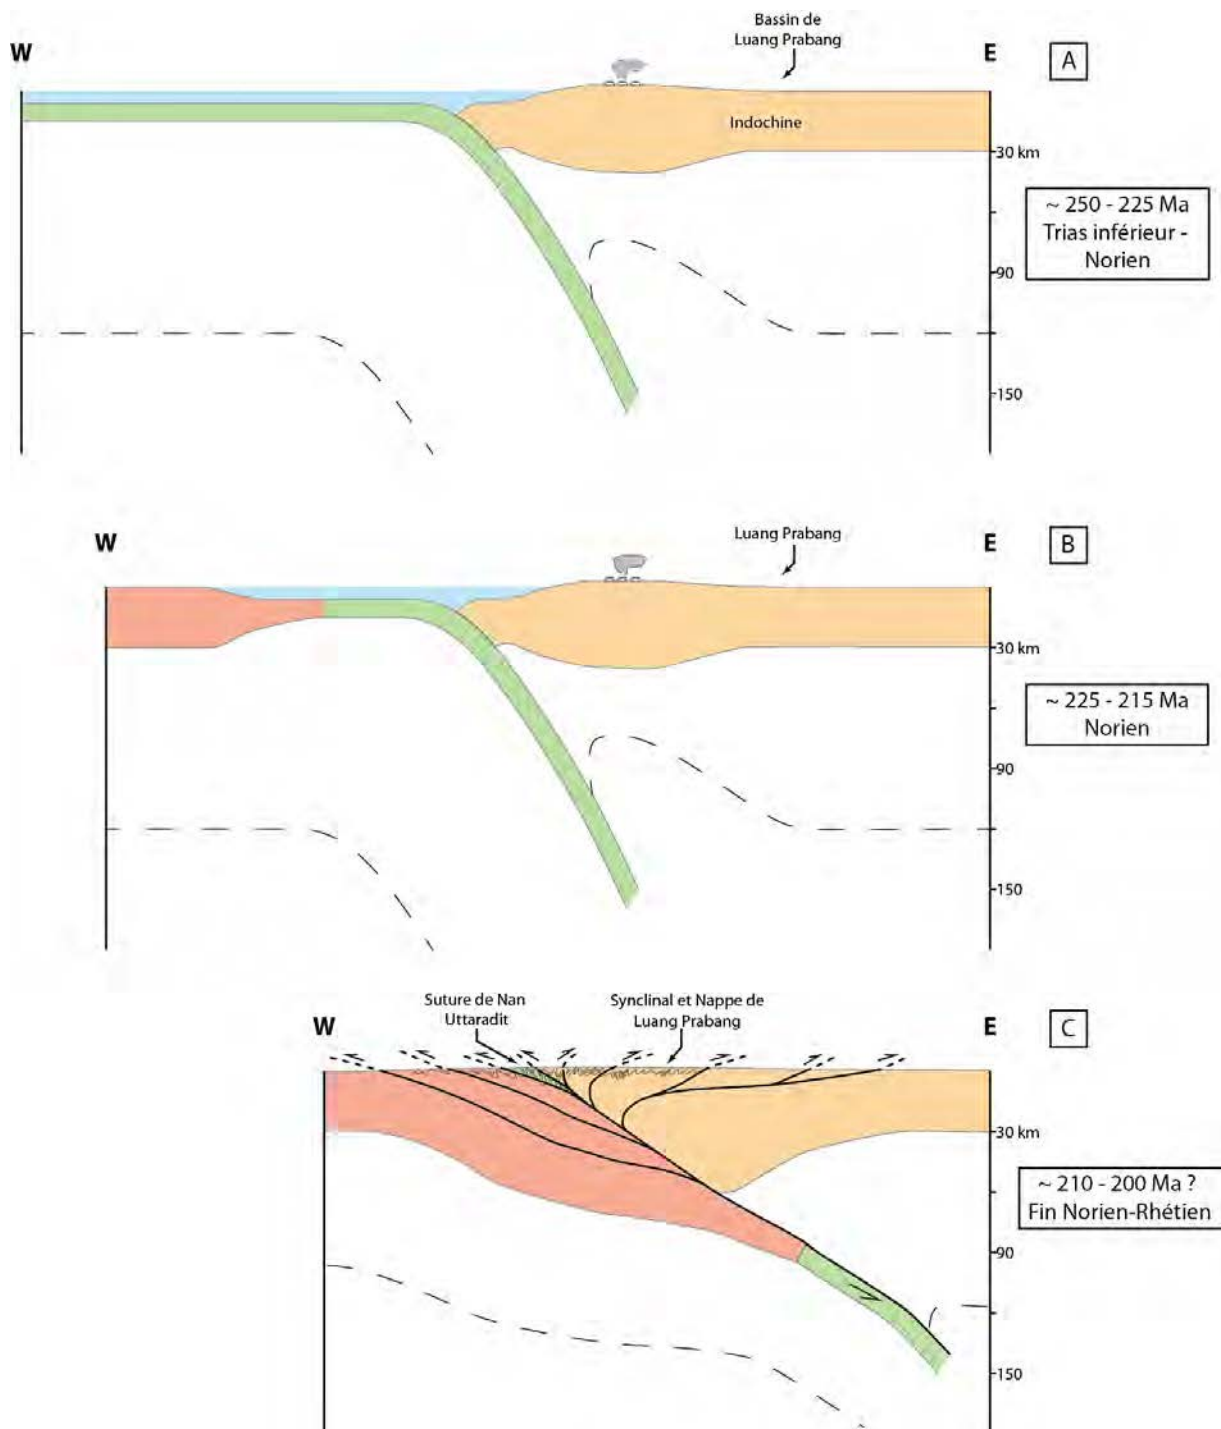 Bassin de
Luang Prabang
W
E
A
Indochine
30 km
~ 250 - 225 Ma
Trias inférieur -
Norien
90
150
W
Luang Prabang
E
B
30 km
~ 225 - 215 Ma
Norien
90
150
Suture de Nan
Uttaradit
Synclinal et Nappe de
Luang Prabang
W
E
C
30 km
~ 210 - 200 Ma ?
Fin Norien-Rhétien
90
150